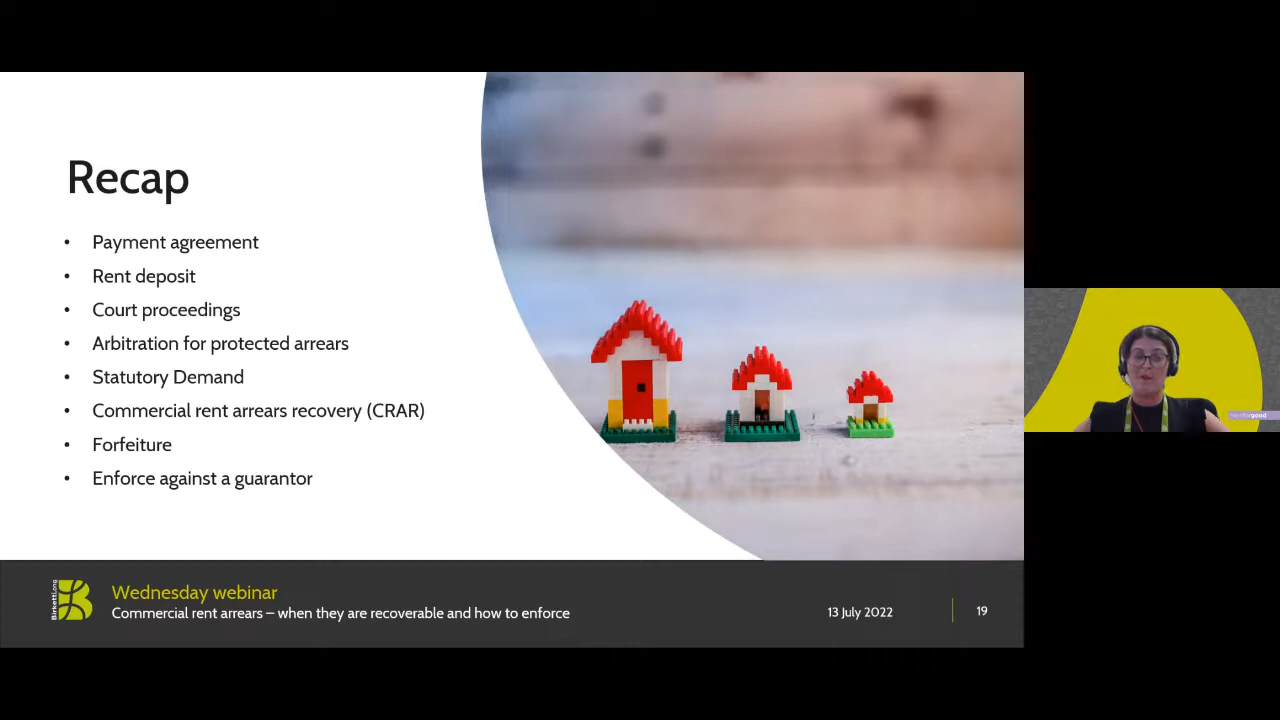 Recap
• Payment agreement
• Rent deposit
• Court proceedings
• Arbitration for protected arrears
• Statutory Demand
• Commercial rent arrears recovery (CRAR)
• Forfeiture
• Enforce against a guarantor
BirkettLong
Wednesday webinar
Commercial rent arrears – when they are recoverable and how to enforce
13 July 2022
19